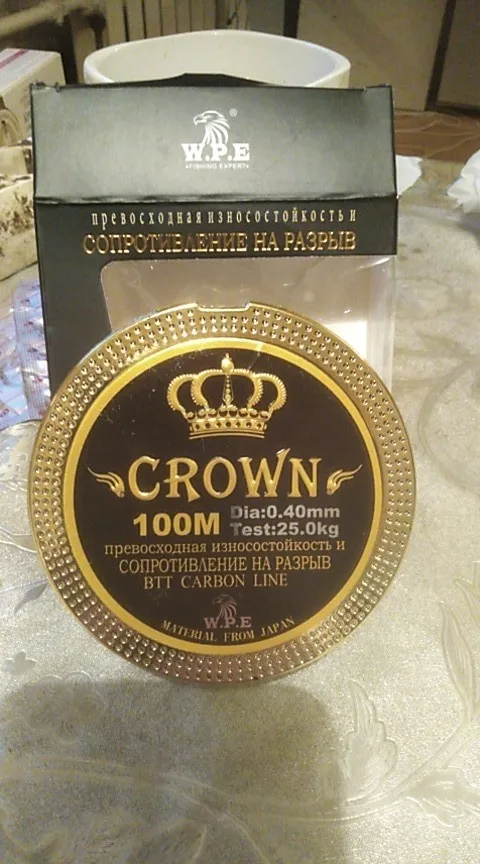 ®
W.P.E
•FISHING EXPERT•
превосходная износостойкость и
СОПРОТИВЛЕНИЕ НА РАЗРЫВ
CROWN
100M
Dia:0.40mm
Test:25.0kg
превосходная износостойкость и
СОПРОТИВЛЕНИЕ НА РАЗРЫВ
BTT CARBON LINE
W.P.E
MATERIAL FROM JAPAN